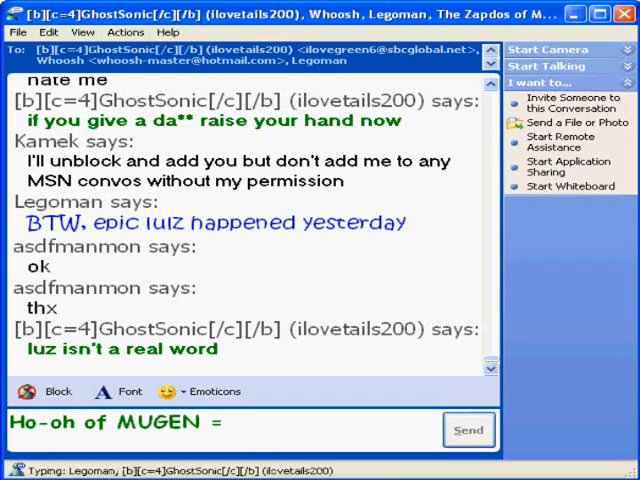 [b][c=4]GhostSonic[/c][/b] (ilovetails200), Whoosh, Legoman, The Zapdos of M...
File Edit View Actions Help
To: [b][c=4]GhostSonic[/c][/b] (ilovetails200) <ilovegreen6@sbcglobal.net>,
Whoosh <whoosh-master@hotmail.com>, Legoman
hate me
[b][c=4]GhostSonic[/c][/b] (ilovetails200) says:
if you give a da** raise your hand now
Kamek says:
I'll unblock and add you but don't add me to any
MSN convos without my permission
Legoman says:
BTW, epic lulz happened yesterday
asdfmanmon says:
ok
asdfmanmon says:
thx
[b][c=4]GhostSonic[/c][/b] (ilovetails200) says:
luz isn't a real word
Block Font Emoticons
Ho-oh of MUGEN =
Send
Typing: Legoman, [b][c=4]GhostSonic[/c][/b] (ilovetails200)
Start Camera
Start Talking
I want to...
Invite Someone to
this Conversation
Send a File or Photo
Start Remote
Assistance
Start Application
Sharing
Start Whiteboard